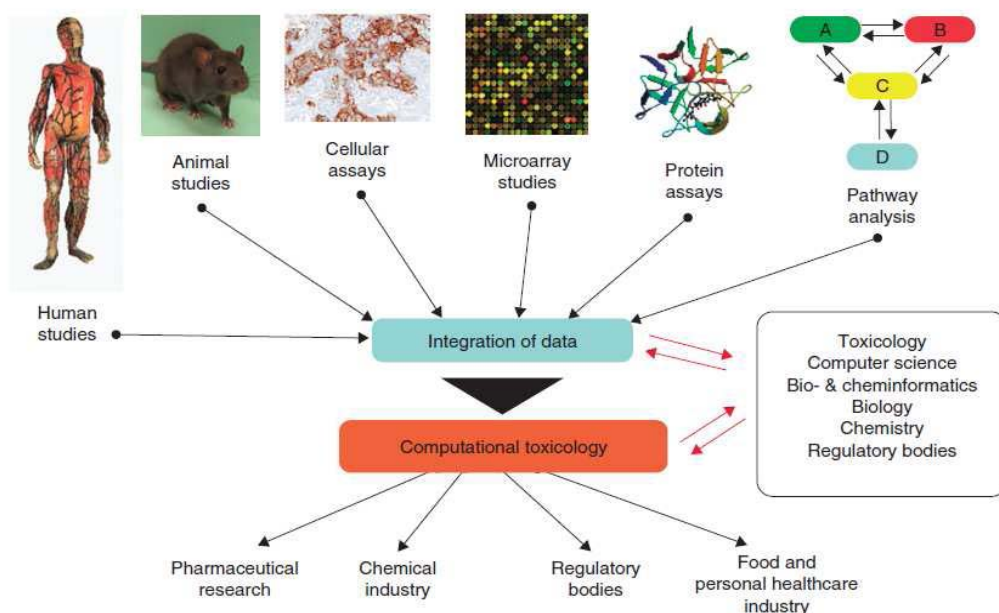 A
B
C
D
Animal
studies
Cellular
assays
Microarray
studies
Protein
assays
Pathway
analysis
Human
studies
Integration of data
Toxicology
Computer science
Bio- & cheminformatics
Biology
Chemistry
Regulatory bodies
Computational toxicology
Pharmaceutical
research
Chemical
industry
Regulatory
bodies
Food and
personal healthcare
industry